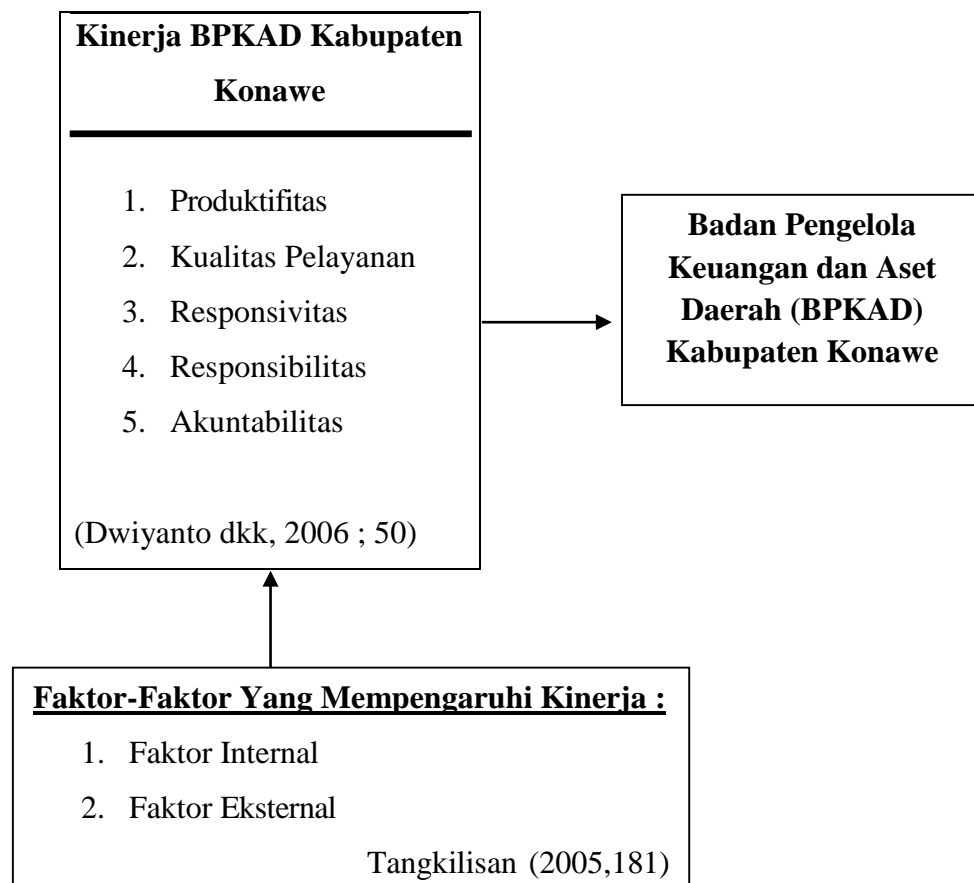 Kinerja BPKAD Kabupaten
Konawe
1. Produktifitas
2. Kualitas Pelayanan
3. Responsivitas
4. Responsibilitas
5. Akuntabilitas
(Dwiyanto dkk, 2006 ; 50)
Badan Pengelola
Keuangan dan Aset
Daerah (BPKAD)
Kabupaten Konawe
Faktor-Faktor Yang Mempengaruhi Kinerja :
1. Faktor Internal
2. Faktor Eksternal
Tangkilisan (2005,181)